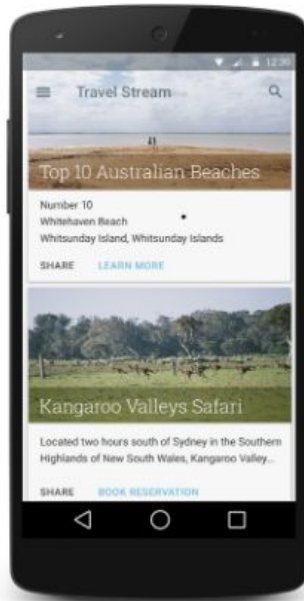 12:30
Travel Stream
Top 10 Australian Beaches
Number 10
Whitehaven Beach
Whitsunday Island, Whitsunday Islands
SHARE LEARN MORE
Kangaroo Valleys Safari
Located two hours south of Sydney in the Southern
Highlands of New South Wales, Kangaroo Valley...
SHARE BOOK RESERVATION